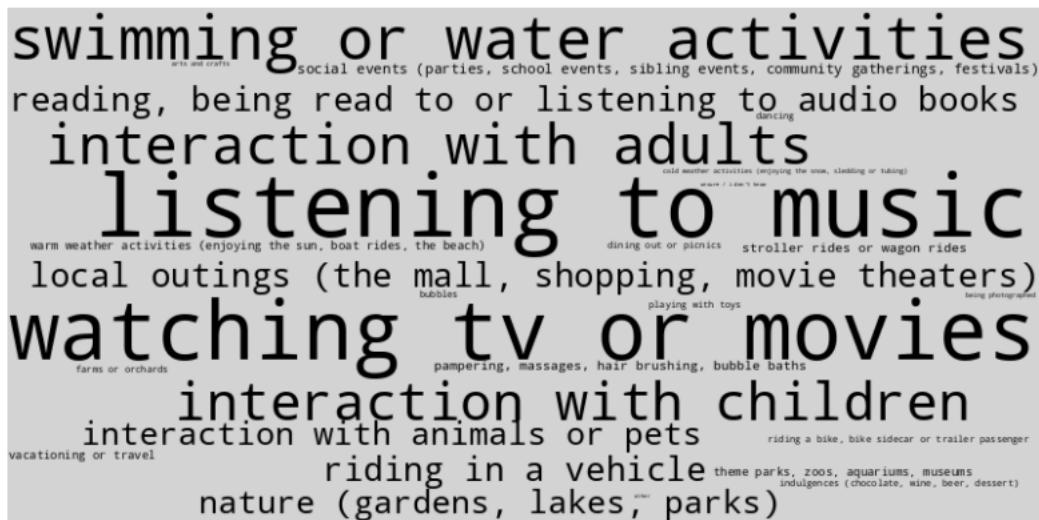 swimming or water activities
arts and crafts
social events (parties, school events, sibling events, community gatherings, festivals)
reading, being read to or listening to audio books
dancing
interaction with adults
cold weather activities (enjoying the snow, sledding or tubing)
listening to music
warm weather activities (enjoying the sun, boat rides, the beach)
dining out or picnics
stroller rides or wagon rides
local outings (the mall, shopping, movie theaters)
bubbles
being photographed
playing with toys
watching tv or movies
farms or orchards
pampering, massages, hair brushing, bubble baths
interaction with children
interaction with animals or pets
riding a bike, bike sidecar or trailer passenger
vacationing or travel
riding in a vehicle
theme parks, zoos, aquariums, museums
indulgences (chocolate, wine, beer, dessert)
nature (gardens, lakes, parks)